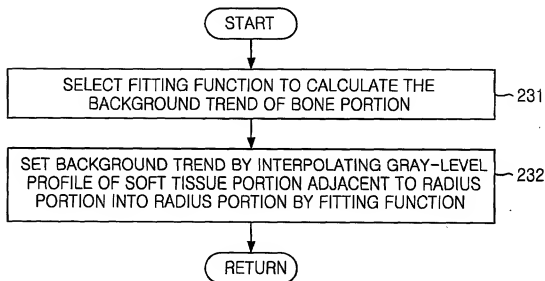 START
SELECT FITTING FUNCTION TO CALCULATE THE
BACKGROUND TREND OF BONE PORTION
231
SET BACKGROUND TREND BY INTERPOLATING GRAY-LEVEL
PROFILE OF SOFT TISSUE PORTION ADJACENT TO RADIUS
PORTION INTO RADIUS PORTION BY FITTING FUNCTION
232
RETURN